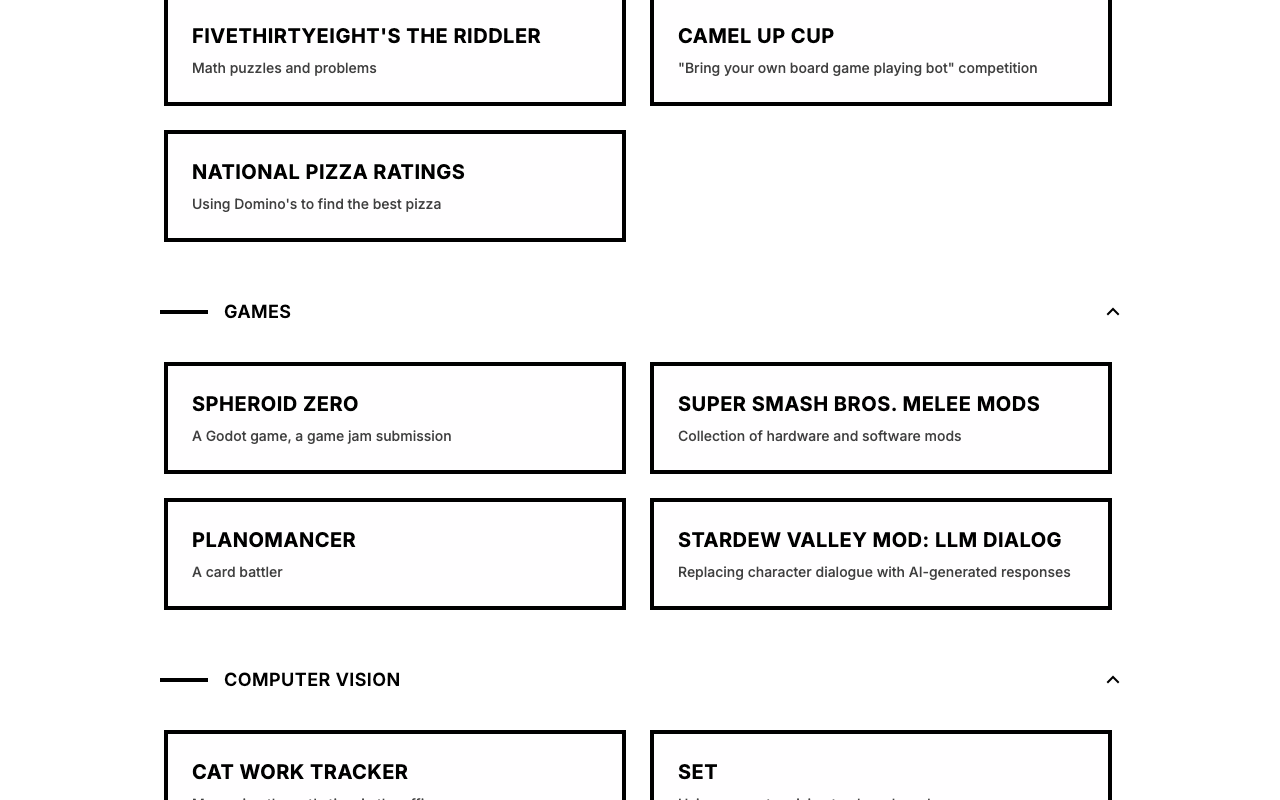 FIVETHIRTYEIGHT'S THE RIDDLER
Math puzzles and problems
CAMEL UP CUP
"Bring your own board game playing bot" competition
NATIONAL PIZZA RATINGS
Using Domino's to find the best pizza
GAMES
SPHEROID ZERO
A Godot game, a game jam submission
SUPER SMASH BROS. MELEE MODS
Collection of hardware and software mods
PLANOMANCER
A card battler
STARDEW VALLEY MOD: LLM DIALOG
Replacing character dialogue with AI-generated responses
COMPUTER VISION
CAT WORK TRACKER
SET